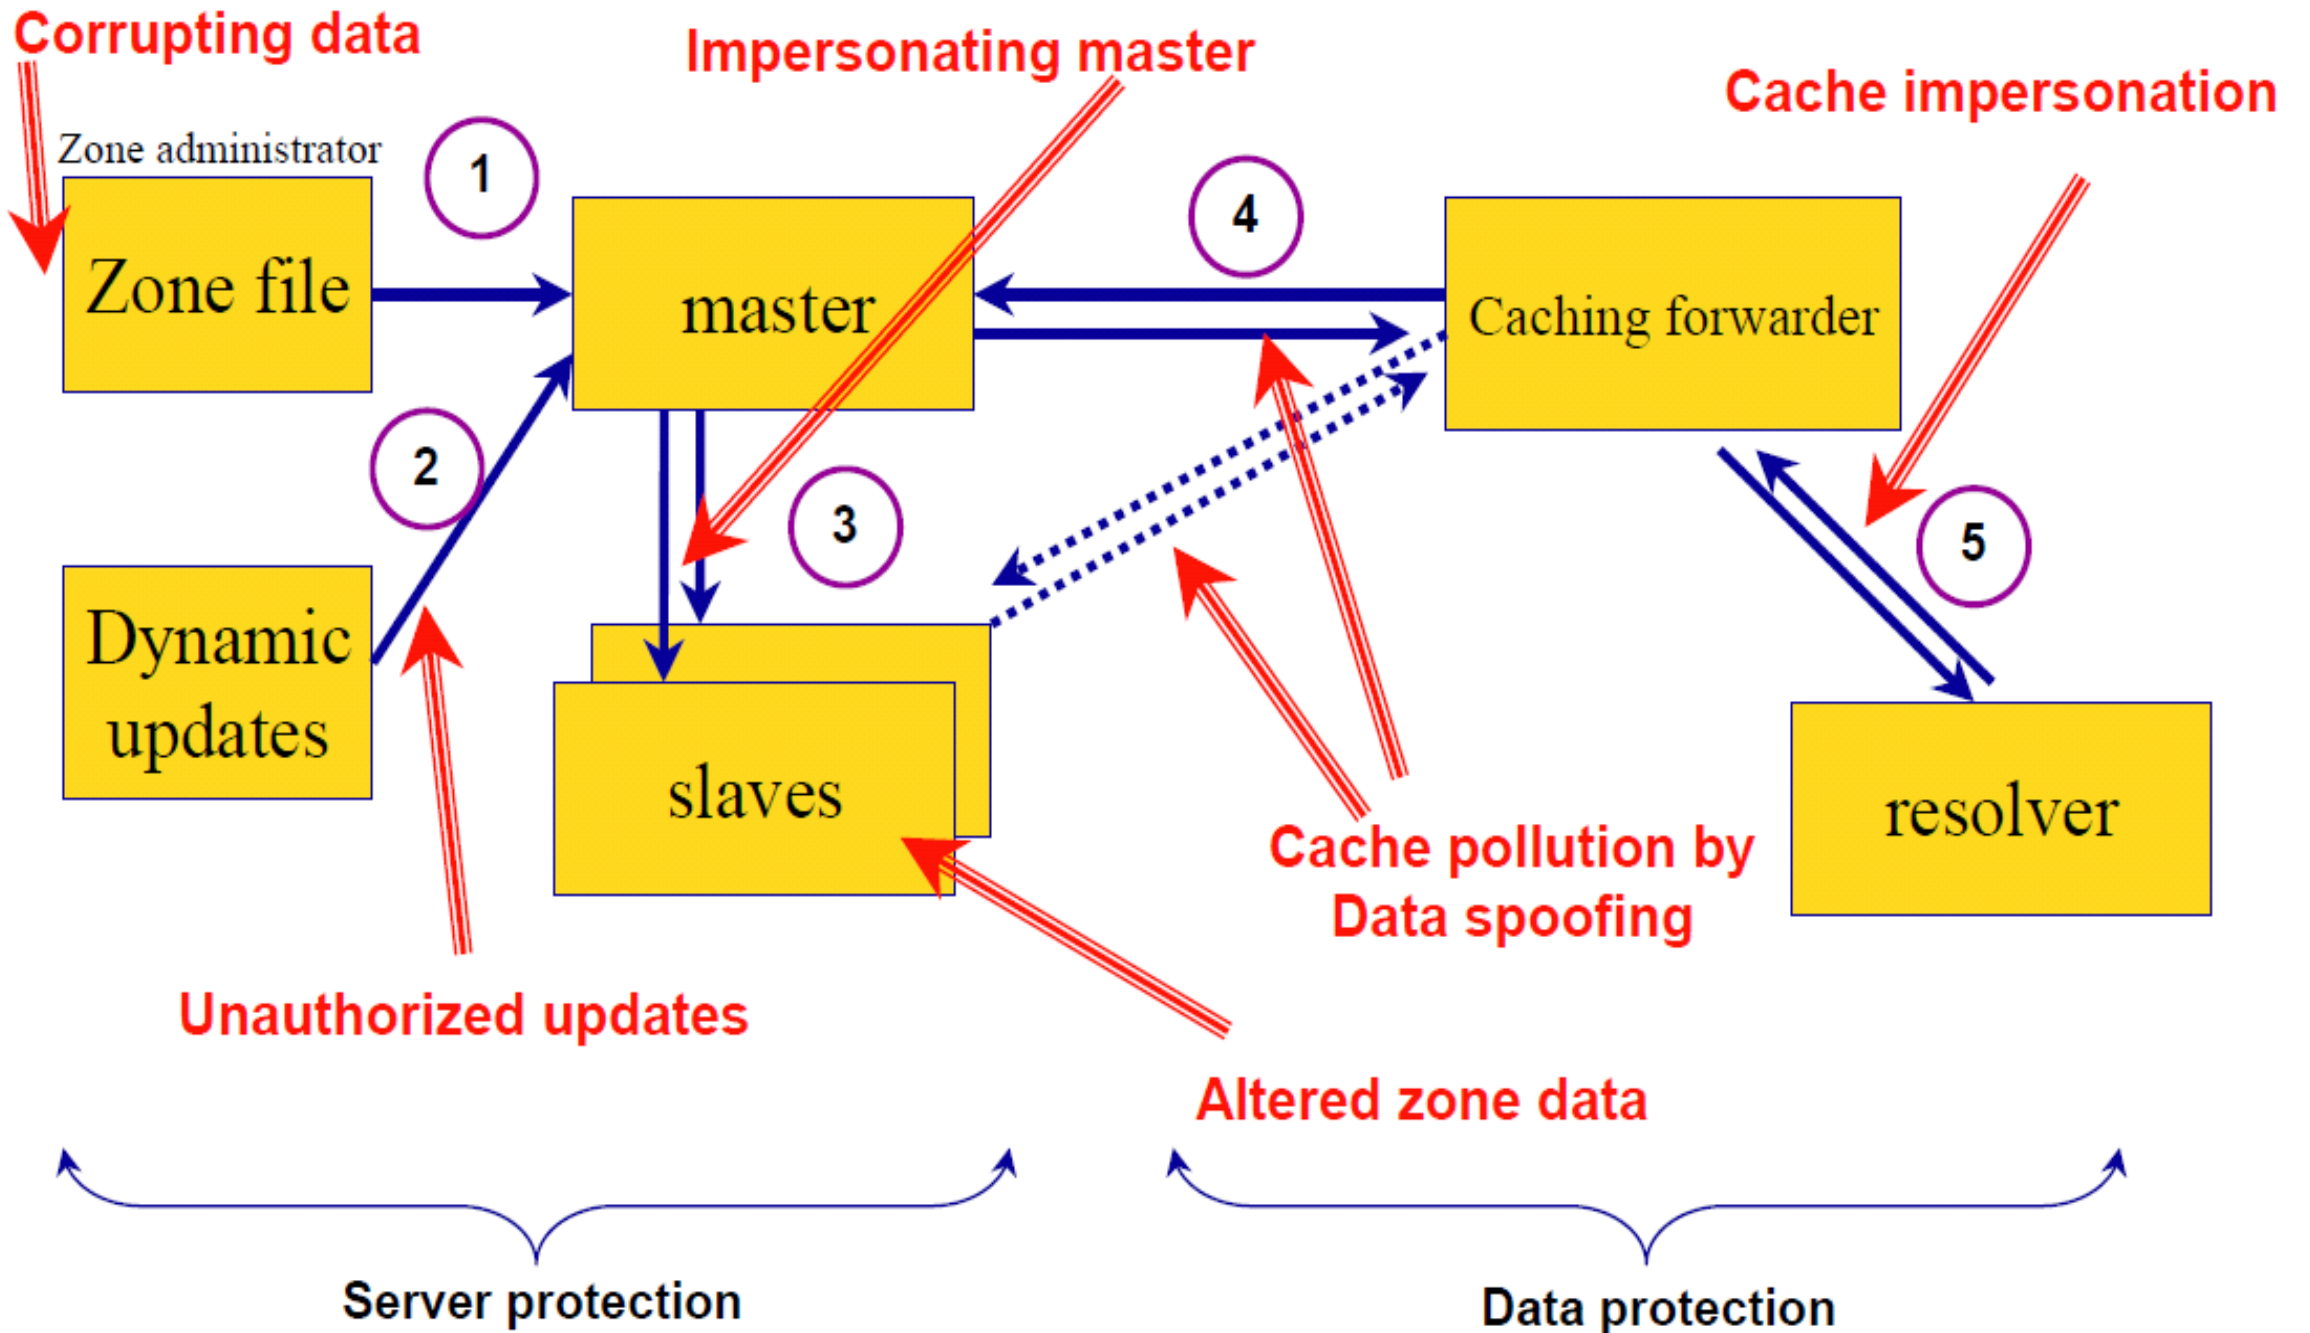 Corrupting data
Impersonating master
Cache impersonation
Zone administrator
1
4
Zone file
master
Caching forwarder
2
3
5
Dynamic
updates
slaves
resolver
Cache pollution by
Data spoofing
Unauthorized updates
Altered zone data
Server protection
Data protection